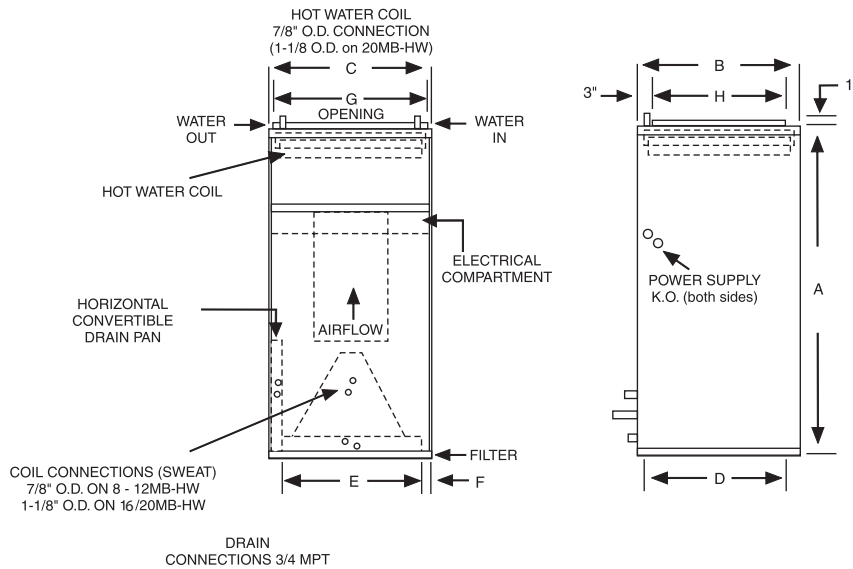 HOT WATER COIL
7/8" O.D. CONNECTION
(1-1/8 O.D. on 20MB-HW)
C
G
OPENING
WATER
OUT
WATER
IN
HOT WATER COIL
ELECTRICAL
COMPARTMENT
HORIZONTAL
CONVERTIBLE
DRAIN PAN
AIRFLOW
COIL CONNECTIONS (SWEAT)
7/8" O.D. ON 8 - 12MB-HW
1-1/8" O.D. ON 16/20MB-HW
FILTER
E
F
DRAIN
CONNECTIONS 3/4 MPT
B
3"
H
1
POWER SUPPLY
K.O. (both sides)
A
D